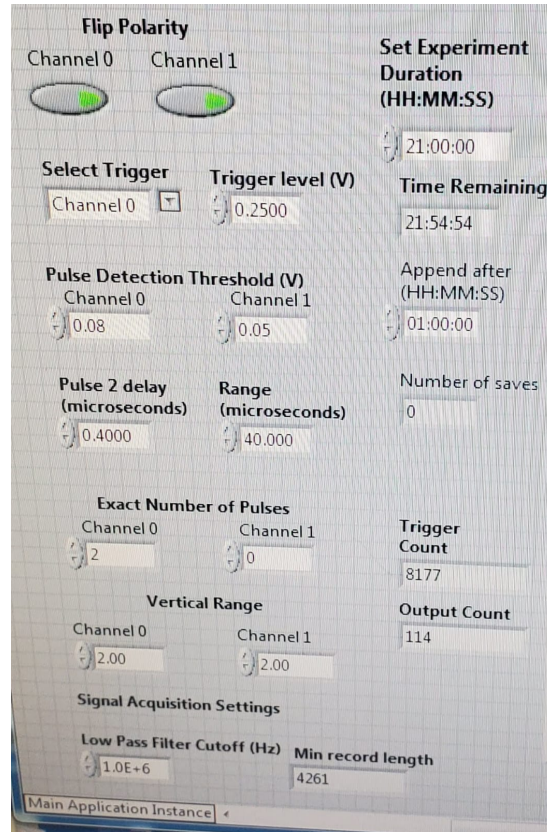 Flip Polarity
Channel 0 Channel 1
Set Experiment
Duration
(HH:MM:SS)
21:00:00
Select Trigger Trigger level (V)
Channel 0 0.2500
Time Remaining
21:54:54
Pulse Detection Threshold (V)
Channel 0 Channel 1
0.08 0.05
Append after
(HH:MM:SS)
01:00:00
Pulse 2 delay
(microseconds)
0.4000
Range
(microseconds)
40.000
Number of saves
0
Exact Number of Pulses
Channel 0 Channel 1
2 0
Trigger
Count
8177
Vertical Range
Channel 0 Channel 1
2.00 2.00
Output Count
114
Signal Acquisition Settings
Low Pass Filter Cutoff (Hz) Min record length
1.0E+6 4261
Main Application Instance